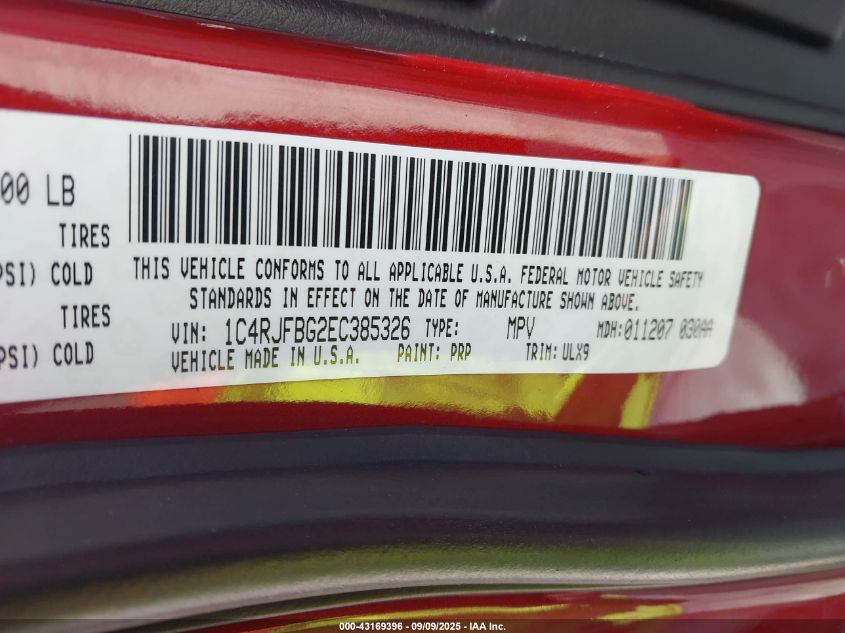 00 LB
TIRES
PSI) COLD
TIRES
PSI) COLD
THIS VEHICLE CONFORMS TO ALL APPLICABLE U.S.A. FEDERAL MOTOR VEHICLE SAFETY
STANDARDS IN EFFECT ON THE DATE OF MANUFACTURE SHOWN ABOVE.
VIN: 1C4RJFBG2EC385326 TYPE: MPV MDH:011207 030AA
VEHICLE MADE IN U.S.A. PAINT: PRP TRIM: ULX9
000-43169396 - 09/09/2025 - IAA Inc.